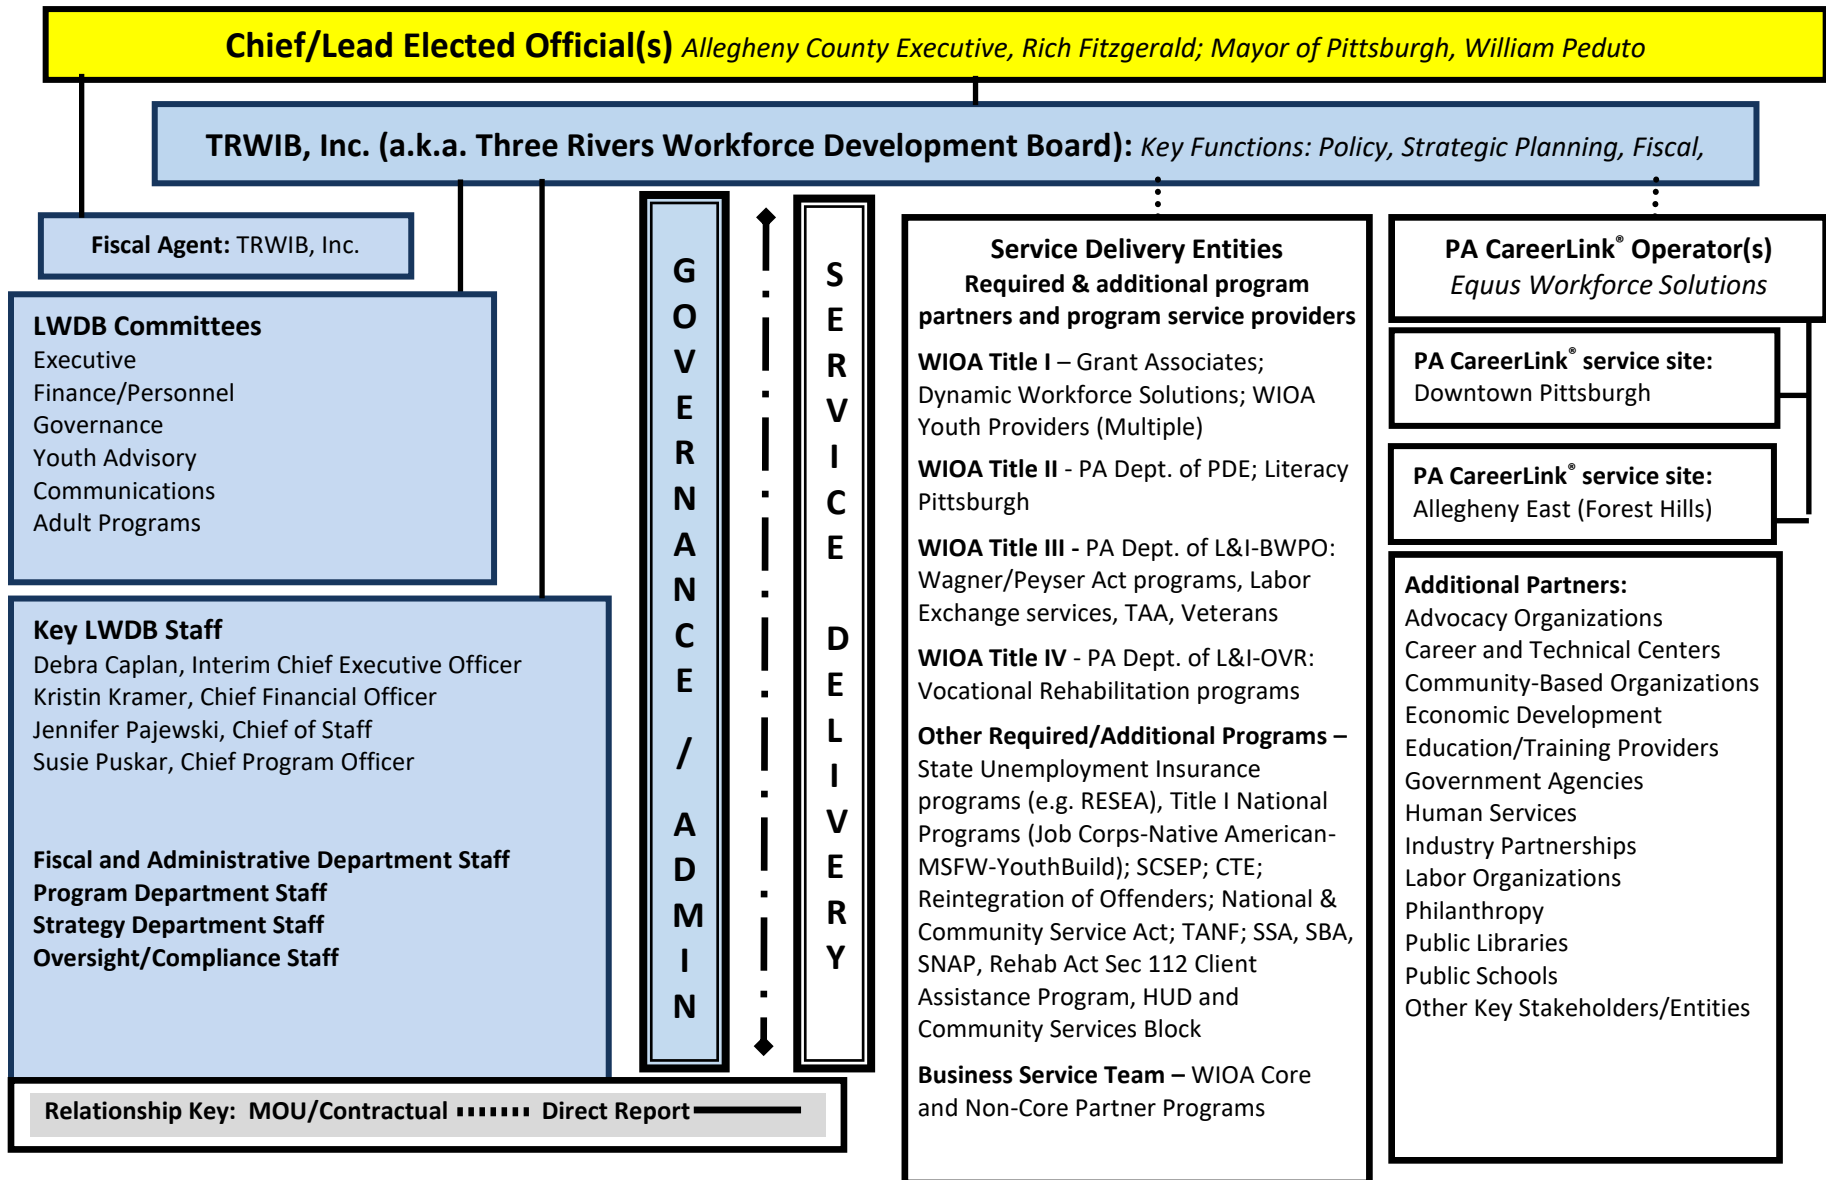 Chief/Lead Elected Official(s) Allegheny County Executive, Rich Fitzgerald; Mayor of Pittsburgh, William Peduto
TRWIB, Inc. (a.k.a. Three Rivers Workforce Development Board): Key Functions: Policy, Strategic Planning, Fiscal,
Fiscal Agent: TRWIB, Inc.
LWDB Committees
Executive
Finance/Personnel
Governance
Youth Advisory
Communications
Adult Programs
Key LWDB Staff
Debra Caplan, Interim Chief Executive Officer
Kristin Kramer, Chief Financial Officer
Jennifer Pajewski, Chief of Staff
Susie Puskar, Chief Program Officer
Fiscal and Administrative Department Staff
Program Department Staff
Strategy Department Staff
Oversight/Compliance Staff
GOVERNANCE / ADMIN
SERVICE DELIVERY
Service Delivery Entities
Required & additional program
partners and program service providers
WIOA Title I – Grant Associates;
Dynamic Workforce Solutions; WIOA
Youth Providers (Multiple)
WIOA Title II - PA Dept. of PDE; Literacy
Pittsburgh
WIOA Title III - PA Dept. of L&I-BWPO:
Wagner/Peyser Act programs, Labor
Exchange services, TAA, Veterans
WIOA Title IV - PA Dept. of L&I-OVR:
Vocational Rehabilitation programs
Other Required/Additional Programs –
State Unemployment Insurance
programs (e.g. RESEA), Title I National
Programs (Job Corps-Native American-
MSFW-YouthBuild); SCSEP; CTE;
Reintegration of Offenders; National &
Community Service Act; TANF; SSA, SBA,
SNAP, Rehab Act Sec 112 Client
Assistance Program, HUD and
Community Services Block
Business Service Team – WIOA Core
and Non-Core Partner Programs
PA CareerLink® Operator(s)
Equus Workforce Solutions
PA CareerLink® service site:
Downtown Pittsburgh
PA CareerLink® service site:
Allegheny East (Forest Hills)
Additional Partners:
Advocacy Organizations
Career and Technical Centers
Community-Based Organizations
Economic Development
Education/Training Providers
Government Agencies
Human Services
Industry Partnerships
Labor Organizations
Philanthropy
Public Libraries
Public Schools
Other Key Stakeholders/Entities
Relationship Key: MOU/Contractual Direct Report